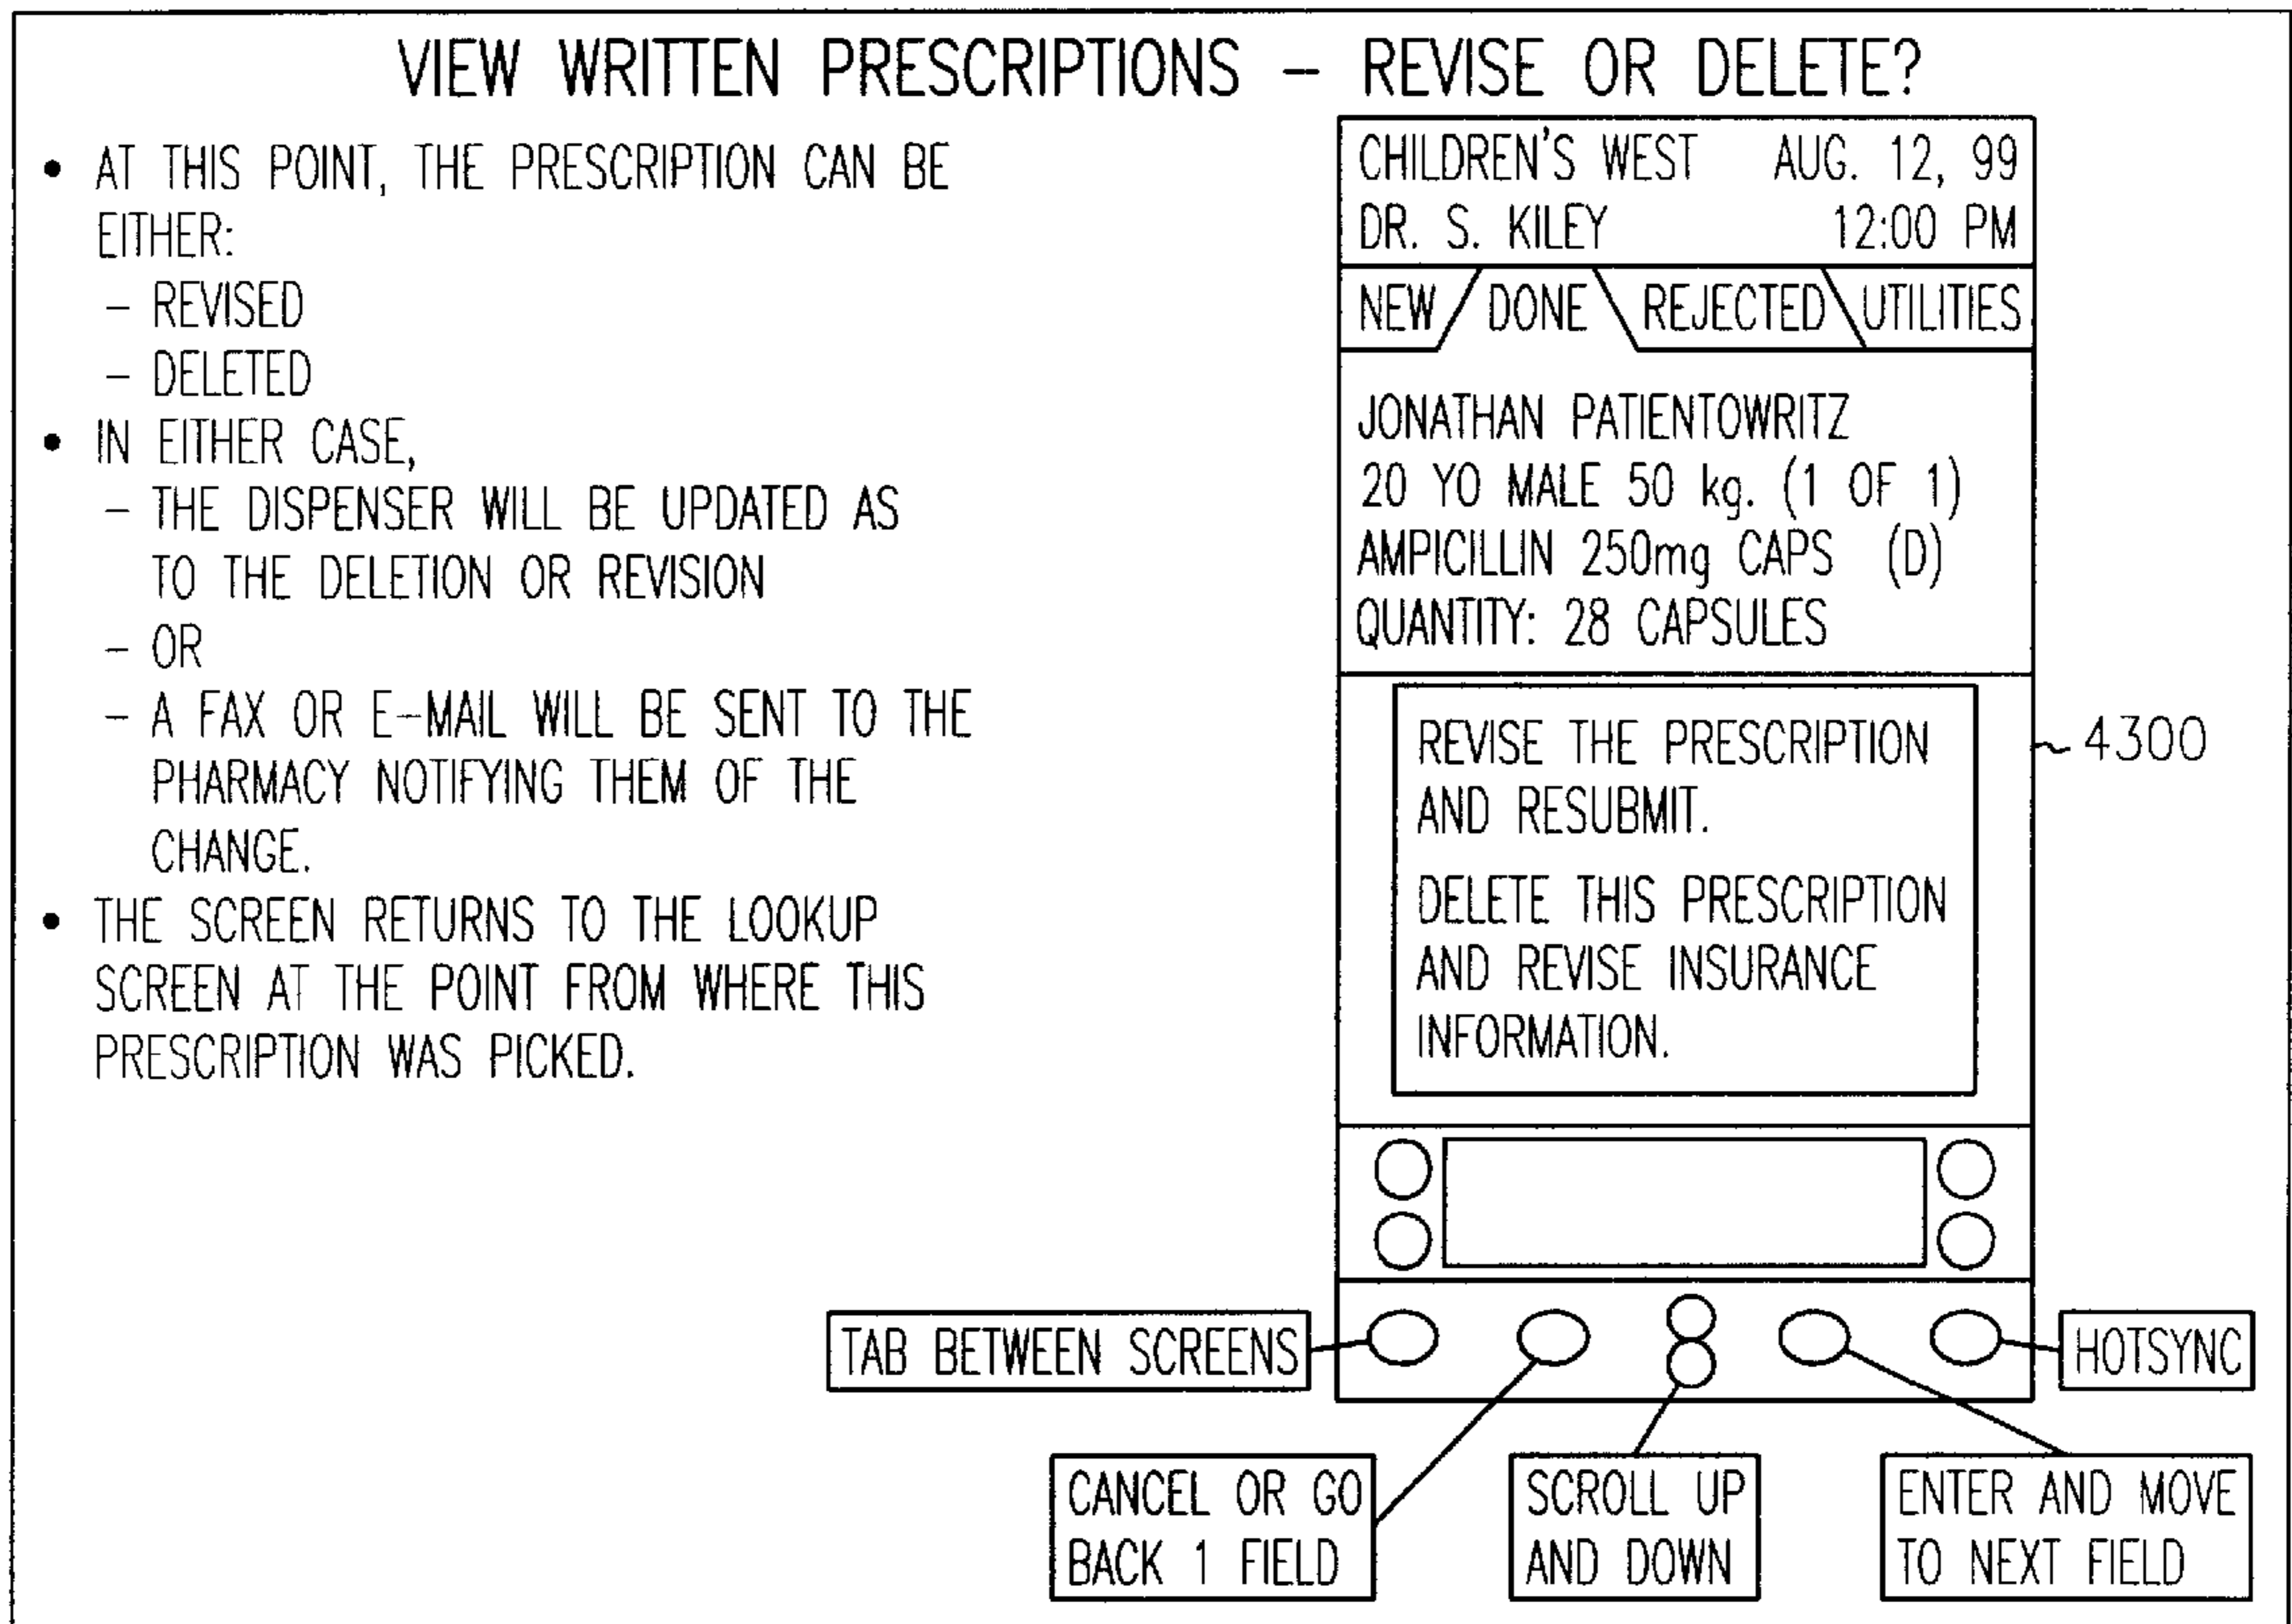 VIEW WRITTEN PRESCRIPTIONS – REVISE OR DELETE?
• AT THIS POINT, THE PRESCRIPTION CAN BE
EITHER:
– REVISED
– DELETED
• IN EITHER CASE,
– THE DISPENSER WILL BE UPDATED AS
TO THE DELETION OR REVISION
– OR
– A FAX OR E-MAIL WILL BE SENT TO THE
PHARMACY NOTIFYING THEM OF THE
CHANGE.
• THE SCREEN RETURNS TO THE LOOKUP
SCREEN AT THE POINT FROM WHERE THIS
PRESCRIPTION WAS PICKED.
CHILDREN'S WEST AUG. 12, 99
DR. S. KILEY 12:00 PM
NEW DONE REJECTED UTILITIES
JONATHAN PATIENTOWRITZ
20 YO MALE 50 kg. (1 OF 1)
AMPICILLIN 250mg CAPS (D)
QUANTITY: 28 CAPSULES
REVISE THE PRESCRIPTION
AND RESUBMIT.
DELETE THIS PRESCRIPTION
AND REVISE INSURANCE
INFORMATION.
4300
TAB BETWEEN SCREENS
HOTSYNC
CANCEL OR GO
BACK 1 FIELD
SCROLL UP
AND DOWN
ENTER AND MOVE
TO NEXT FIELD